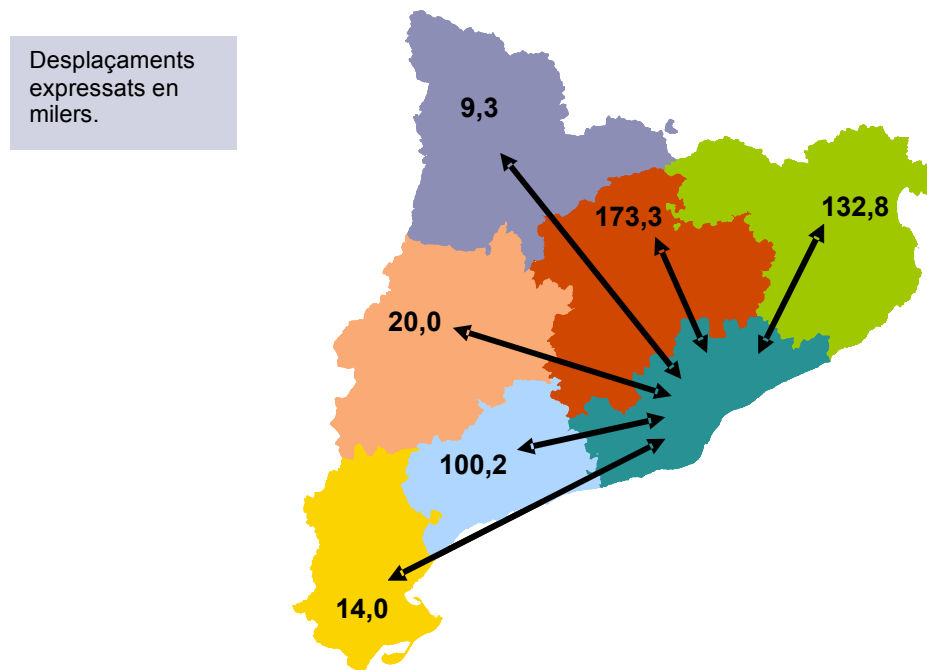 Desplaçaments
expressats en
milers.
9,3
173,3
132,8
20,0
100,2
14,0